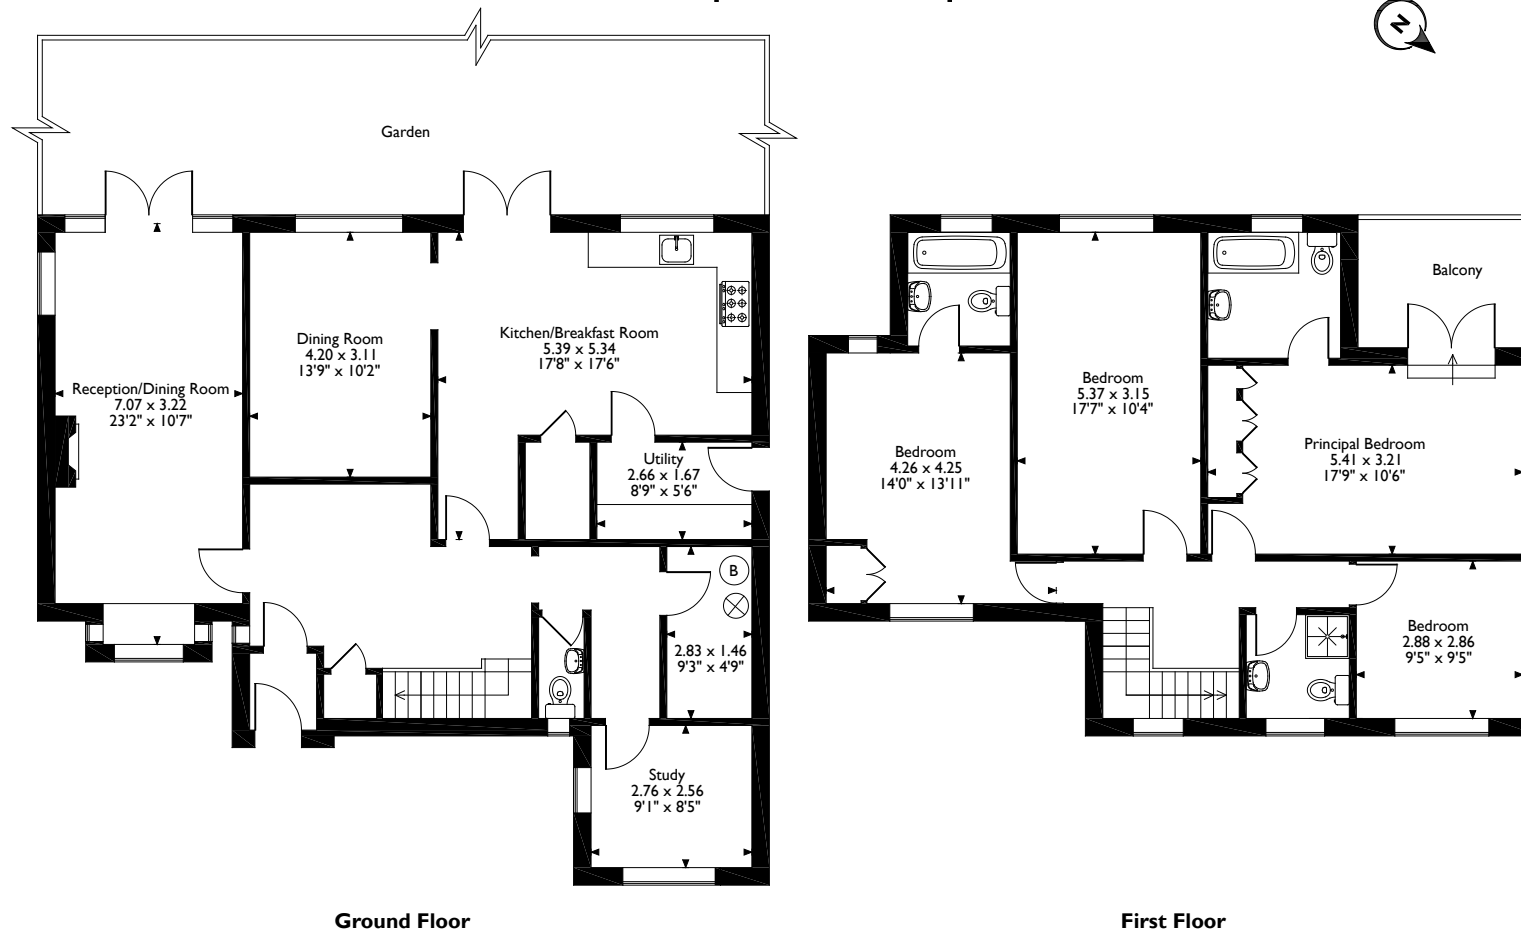 N
Garden
Balcony
Dining Room
4.20 x 3.11
13'9" x 10'2"
Kitchen/Breakfast Room
5.39 x 5.34
17'8" x 17'6"
Reception/Dining Room
7.07 x 3.22
23'2" x 10'7"
Utility
2.66 x 1.67
8'9" x 5'6"
B
2.83 x 1.46
9'3" x 4'9"
Study
2.76 x 2.56
9'1" x 8'5"
Bedroom
5.37 x 3.15
17'7" x 10'4"
Bedroom
4.26 x 4.25
14'0" x 13'11"
Principal Bedroom
5.41 x 3.21
17'9" x 10'6"
Bedroom
2.88 x 2.86
9'5" x 9'5"
Ground Floor
First Floor